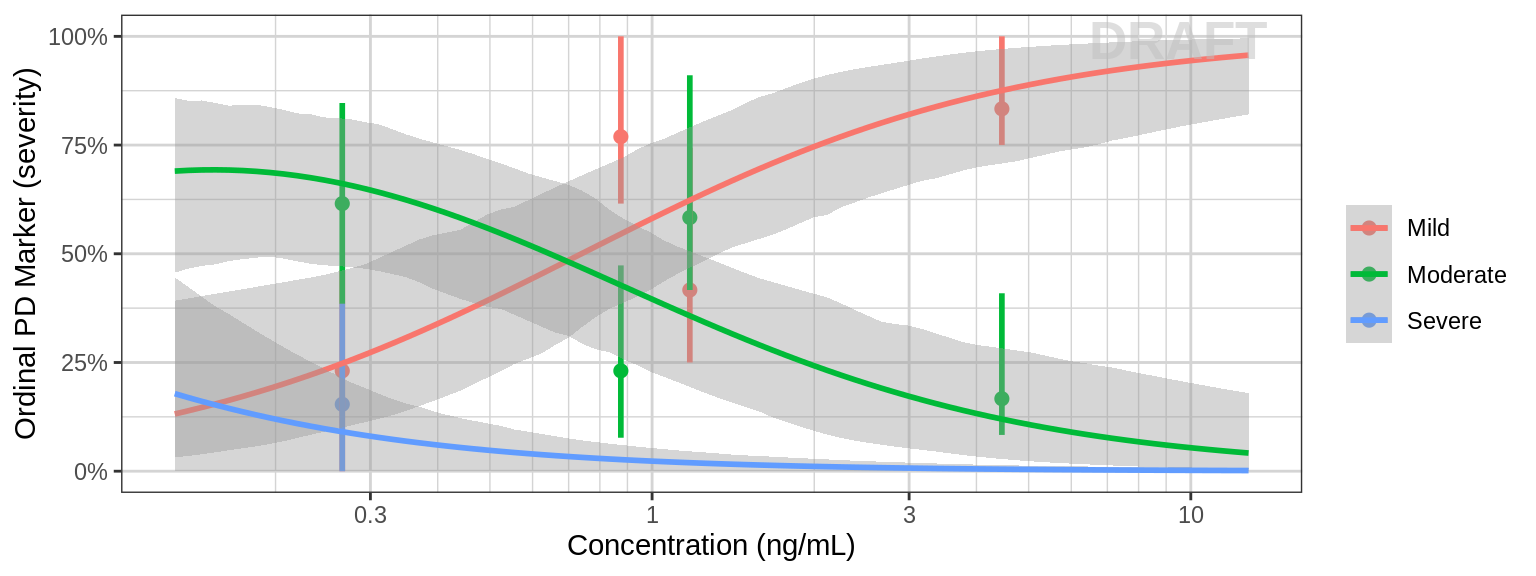 DRAFT
100%
75%
50%
25%
0%
Ordinal PD Marker (severity)
0.3
1
3
10
Concentration (ng/mL)
Mild
Moderate
Severe